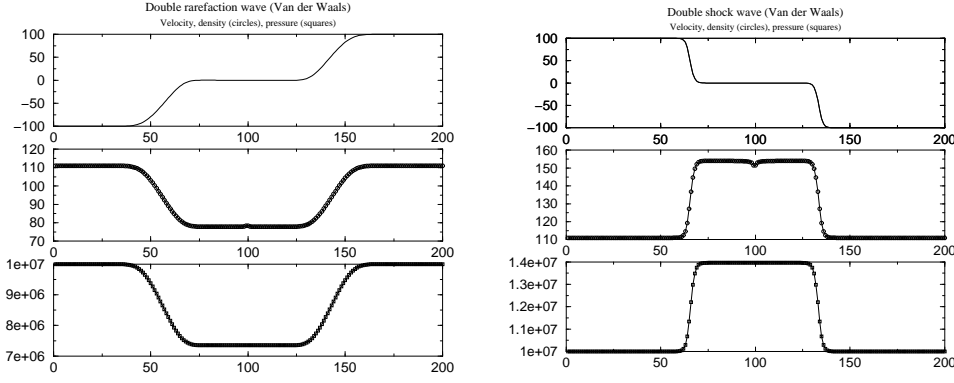 Double rarefaction wave (Van der Waals)
Velocity, density (circles), pressure (squares)
100
50
0
−50
−100
0 50 100 150 200
120
110
100
90
80
70
0 50 100 150 200
1e+07
9e+06
8e+06
7e+06
0 50 100 150 200
Double shock wave (Van der Waals)
Velocity, density (circles), pressure (squares)
100
50
0
−50
−100
0 50 100 150 200
160
150
140
130
120
110
0 50 100 150 200
1.4e+07
1.3e+07
1.2e+07
1.1e+07
1e+07
0 50 100 150 200